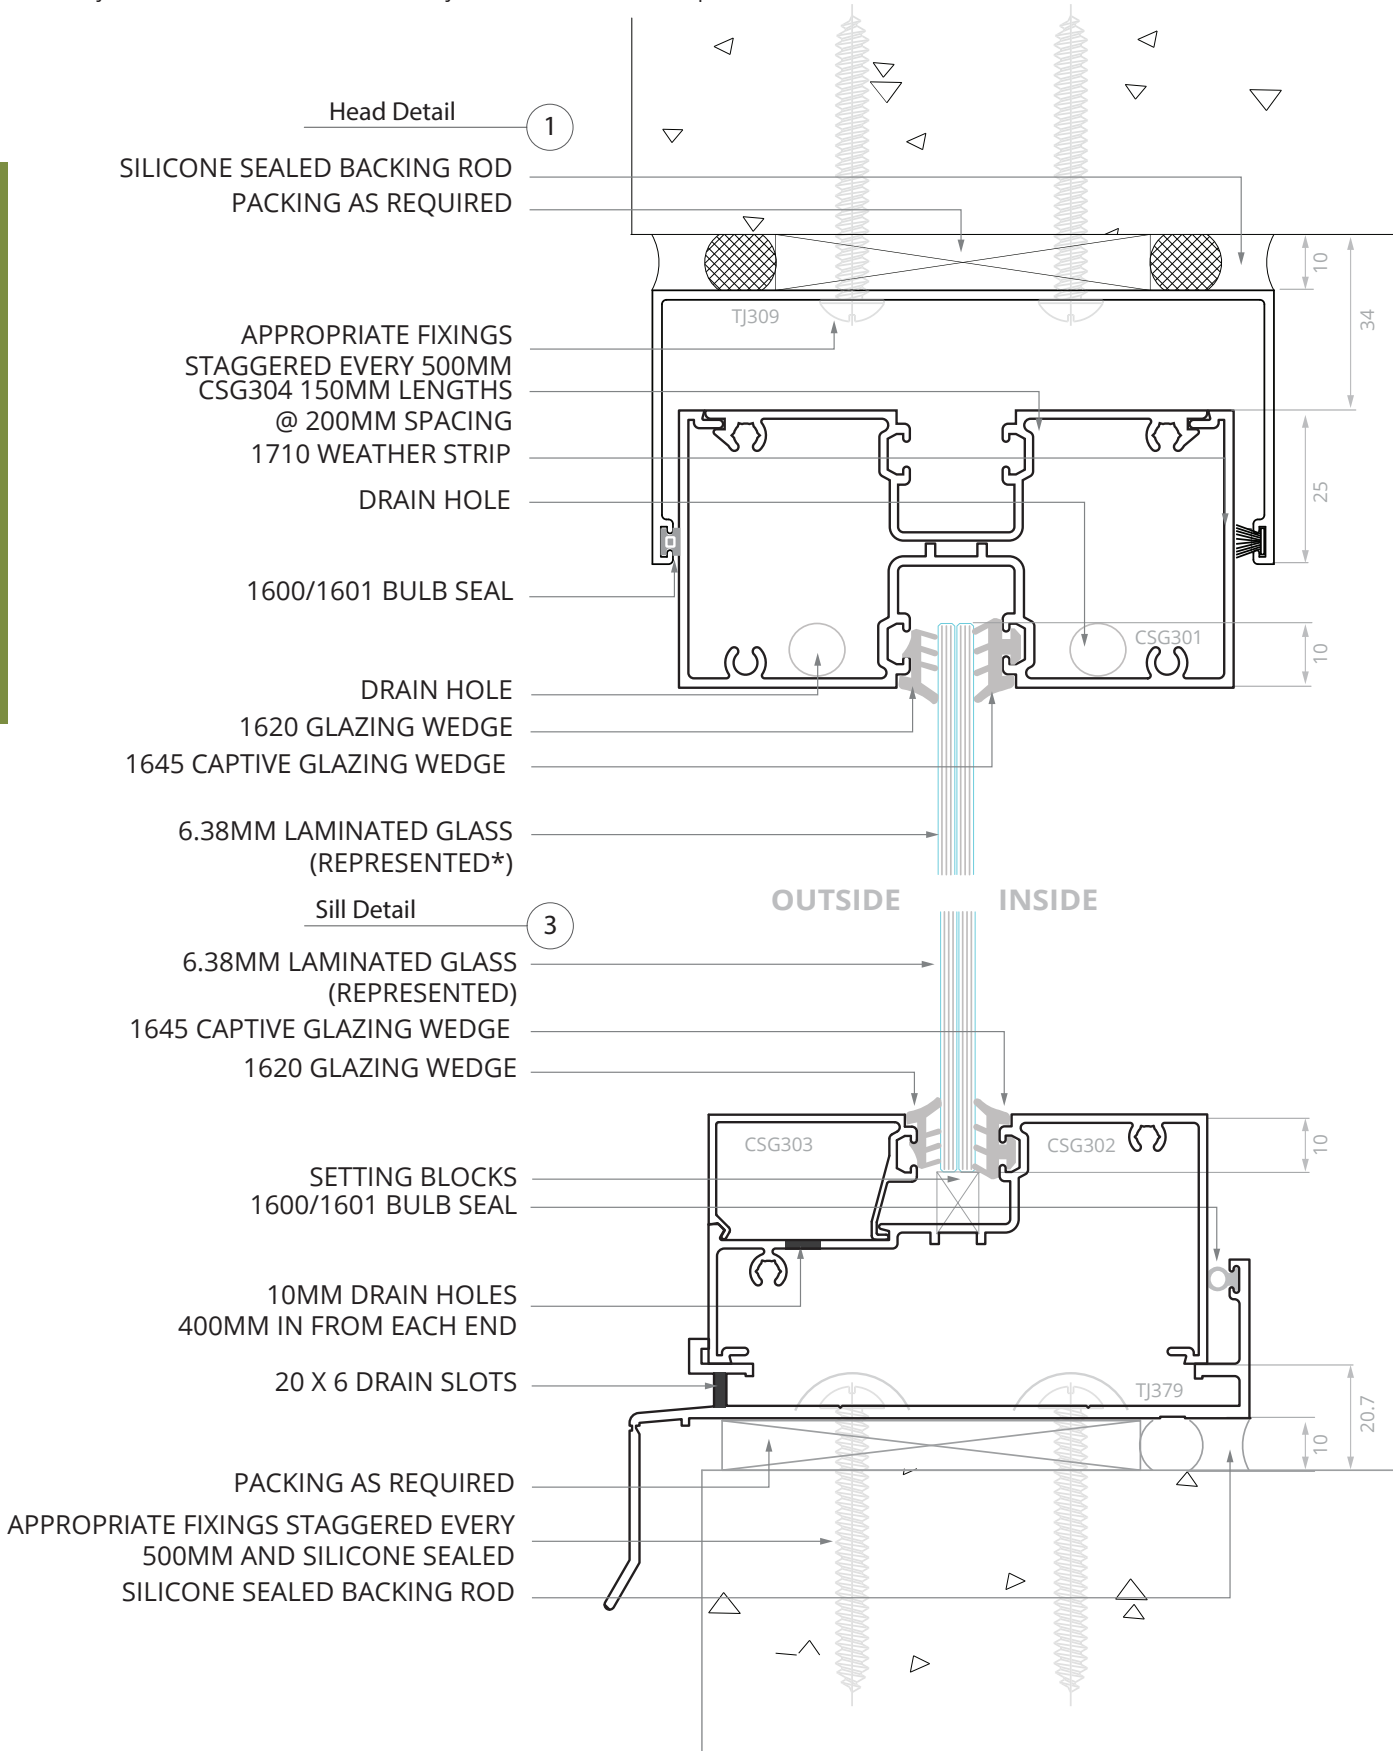 Head Detail
1
SILICONE SEALED BACKING ROD
PACKING AS REQUIRED
10
34
TJ309
APPROPRIATE FIXINGS
STAGGERED EVERY 500MM
CSG304 150MM LENGTHS
@ 200MM SPACING
1710 WEATHER STRIP
25
DRAIN HOLE
1600/1601 BULB SEAL
CSG301
10
DRAIN HOLE
1620 GLAZING WEDGE
1645 CAPTIVE GLAZING WEDGE
6.38MM LAMINATED GLASS
(REPRESENTED*)
OUTSIDE
INSIDE
Sill Detail
3
6.38MM LAMINATED GLASS
(REPRESENTED)
1645 CAPTIVE GLAZING WEDGE
1620 GLAZING WEDGE
CSG303
CSG302
10
SETTING BLOCKS
1600/1601 BULB SEAL
10MM DRAIN HOLES
400MM IN FROM EACH END
20 X 6 DRAIN SLOTS
TJ379
20.7
10
PACKING AS REQUIRED
APPROPRIATE FIXINGS STAGGERED EVERY
500MM AND SILICONE SEALED
SILICONE SEALED BACKING ROD